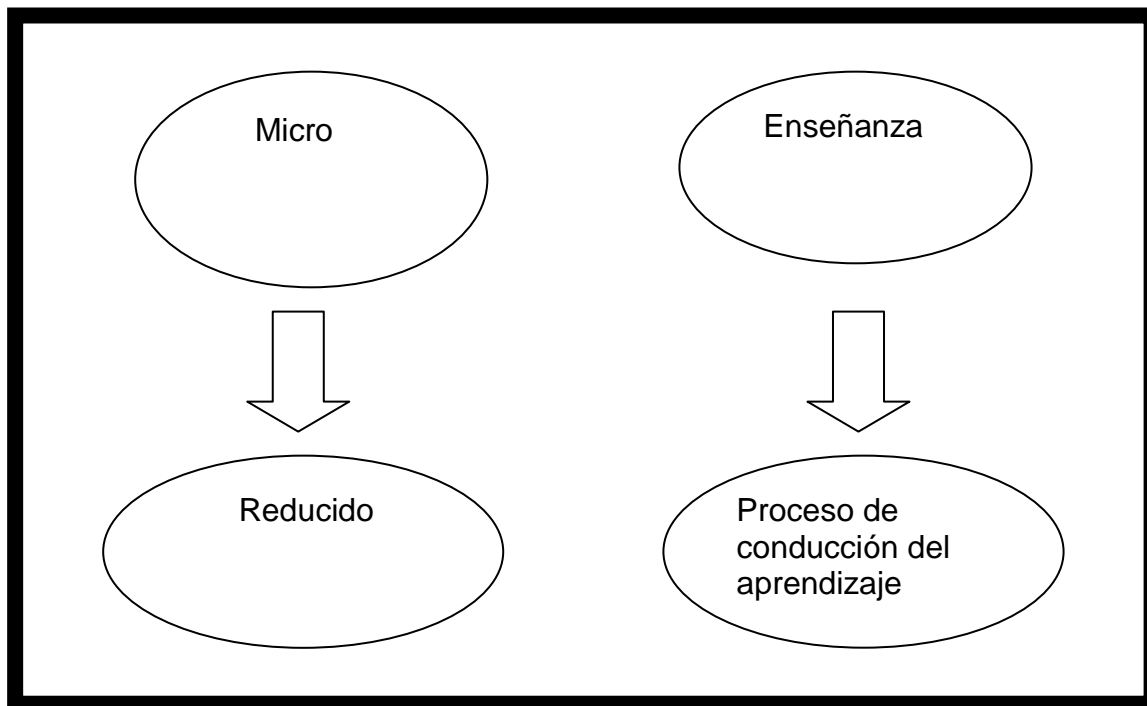 Micro
Enseñanza
Reducido
Proceso de
conducción del
aprendizaje